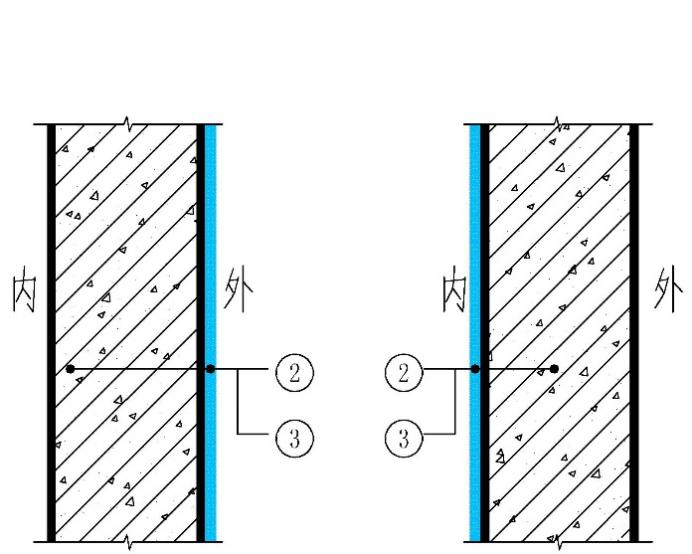 内 外 内 外
② ②
③ ③